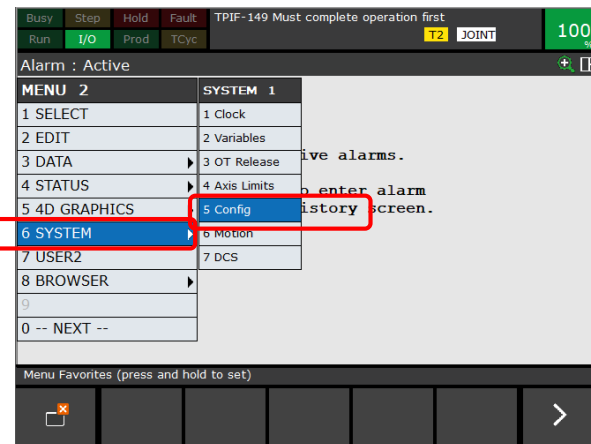 Busy Step Hold Fault TPIF-149 Must complete operation first
Run I/O Prod TCyc T2 JOINT 100 %
Alarm : Active
MENU 2
1 SELECT
2 EDIT
3 DATA
4 STATUS
5 4D GRAPHICS
6 SYSTEM
7 USER2
8 BROWSER
9
0 -- NEXT --
SYSTEM 1
1 Clock
2 Variables
3 OT Release
4 Axis Limits
5 Config
6 Motion
7 DCS
ive alarms.
o enter alarm
istory screen.
Menu Favorites (press and hold to set)